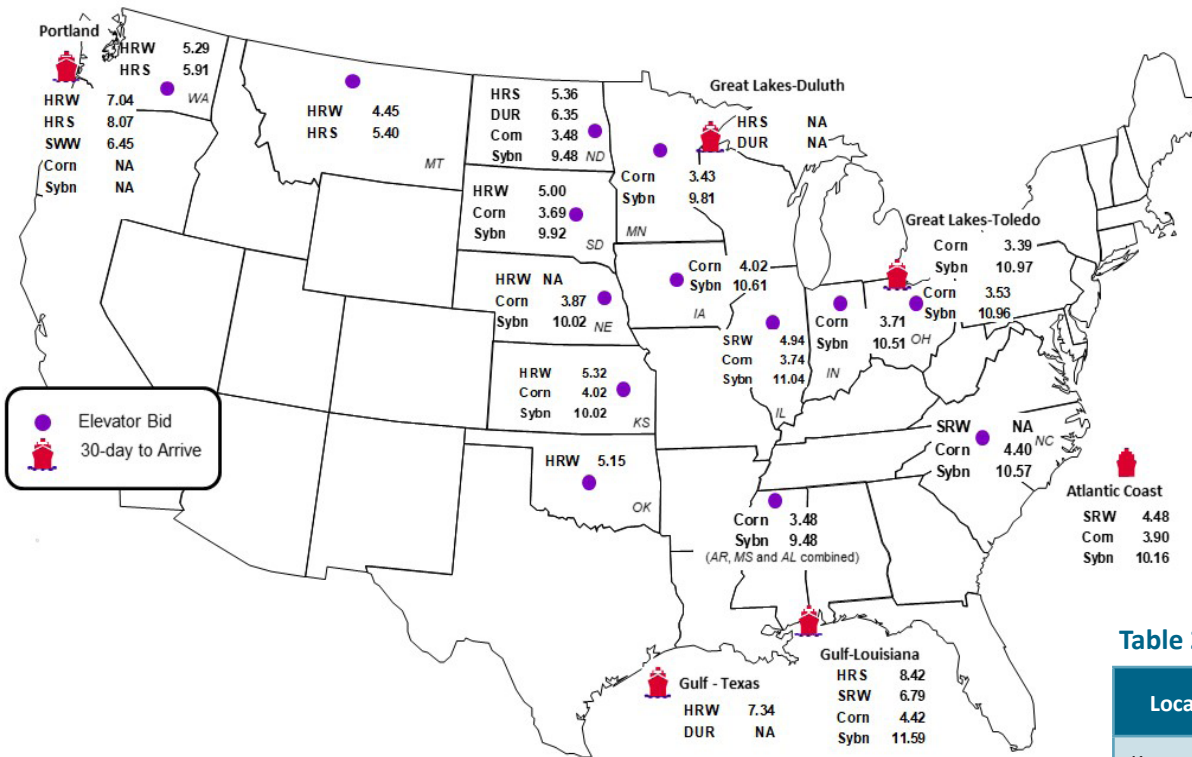 Portland
HRW 5.29
HRS 5.91
WA
HRW 7.04
HRS 8.07
SWW 6.45
Corn NA
Sybn NA
HRW 4.45
HRS 5.40
MT
HRS 5.36
DUR 6.35
Corn 3.48
Sybn 9.48
ND
HRW 5.00
Corn 3.69
Sybn 9.92
SD
HRW NA
Corn 3.87
Sybn 10.02
NE
HRW 5.32
Corn 4.02
Sybn 10.02
KS
HRW 5.15
OK
Great Lakes-Duluth
HRS NA
DUR NA
Corn 3.43
Sybn 9.81
MN
Corn 4.02
Sybn 10.61
IA
SRW 4.94
Corn 3.74
Sybn 11.04
IL
Great Lakes-Toledo
Corn 3.39
Sybn 10.97
Corn 3.53
Sybn 10.96
OH
Corn 3.71
Sybn 10.51
IN
SRW NA
Corn 4.40
Sybn 10.57
NC
Atlantic Coast
SRW 4.48
Corn 3.90
Sybn 10.16
Corn 3.48
Sybn 9.48
(AR, MS and AL combined)
Gulf-Louisiana
HRS 8.42
SRW 6.79
Corn 4.42
Sybn 11.59
Gulf - Texas
HRW 7.34
DUR NA
Elevator Bid
30-day to Arrive
Table
Loca